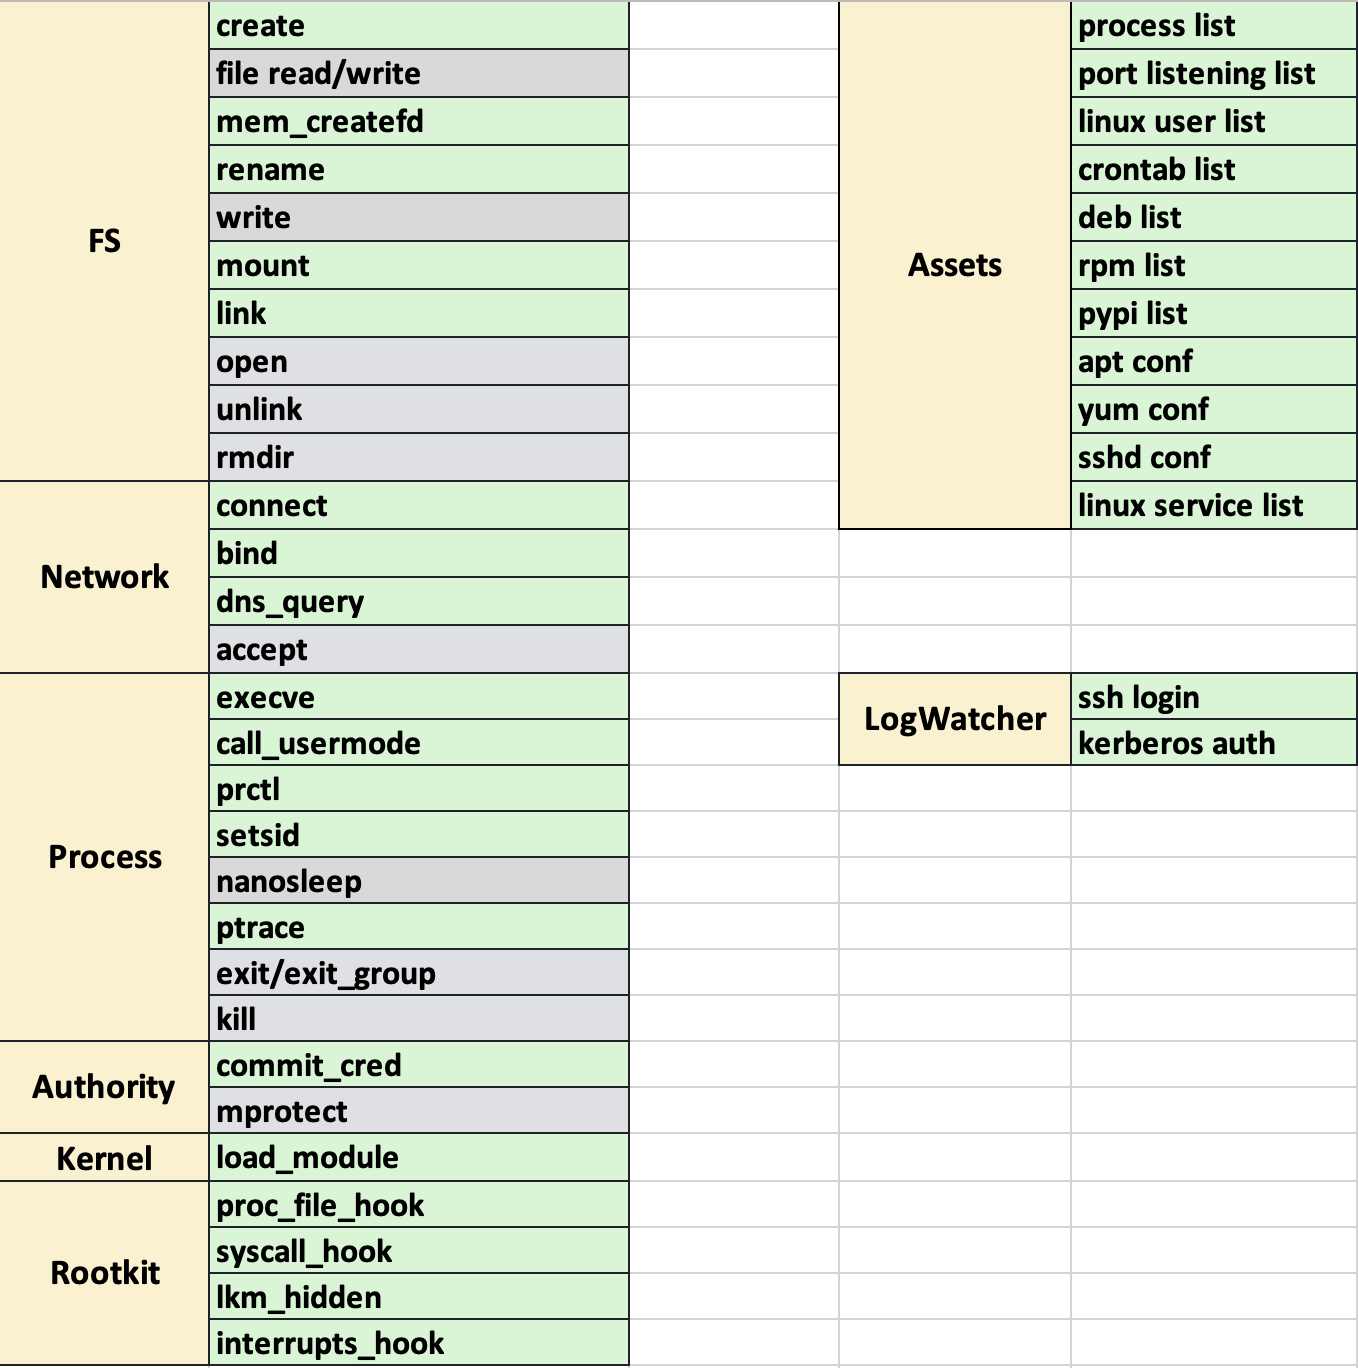 FS
create
file read/write
mem_createfd
rename
write
mount
link
open
unlink
rmdir
Network
connect
bind
dns_query
accept
Process
execve
call_usermode
prctl
setsid
nanosleep
ptrace
exit/exit_group
kill
Authority
commit_cred
mprotect
Kernel
load_module
Rootkit
proc_file_hook
syscall_hook
lkm_hidden
interrupts_hook
Assets
process list
port listening list
linux user list
crontab list
deb list
rpm list
pypi list
apt conf
yum conf
sshd conf
linux service list
LogWatcher
ssh login
kerberos auth